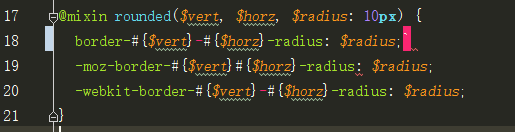 17 @mixin rounded($vert, $horz, $radius: 10px) {
18 border-#{$vert}-#{$horz}-radius: $radius;`
19 -moz-border-#{$vert}#{$horz}-radius: $radius;
20 -webkit-border-#{$vert}-#{$horz}-radius: $radius;
21 }